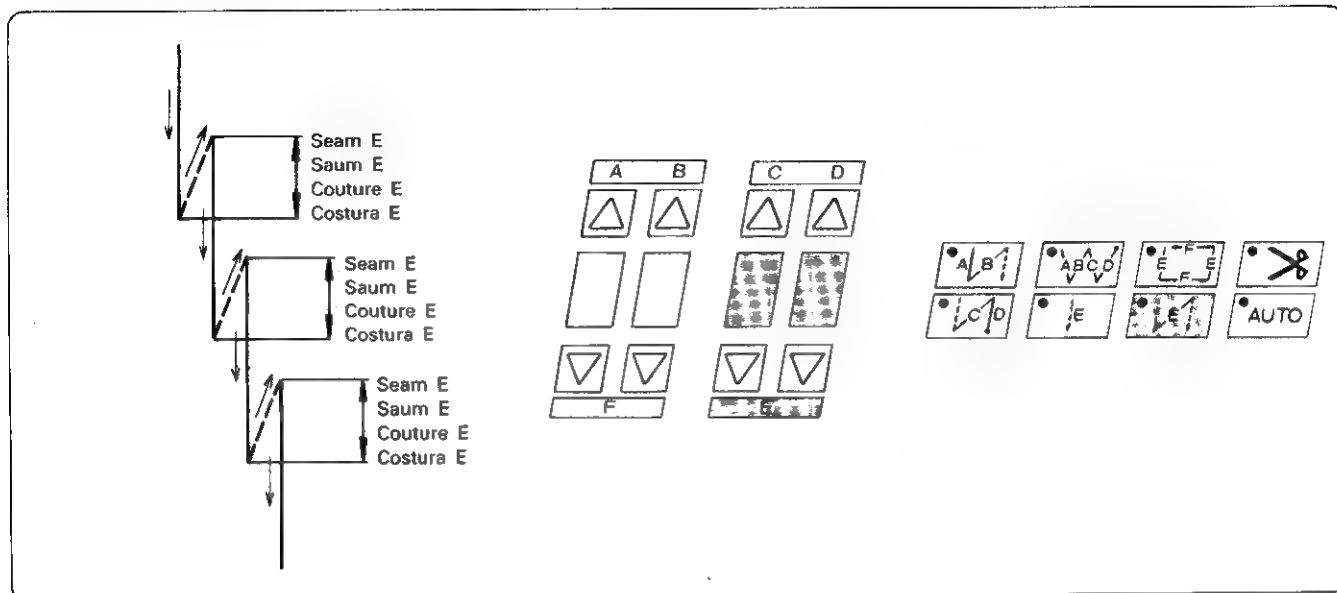 Seam E
Saum E
Couture E
Costura E
Seam E
Saum E
Couture E
Costura E
Seam E
Saum E
Couture E
Costura E
A B
C D
F
E
A B
A B C D
F
E E
F
C D
E
E
AUTO